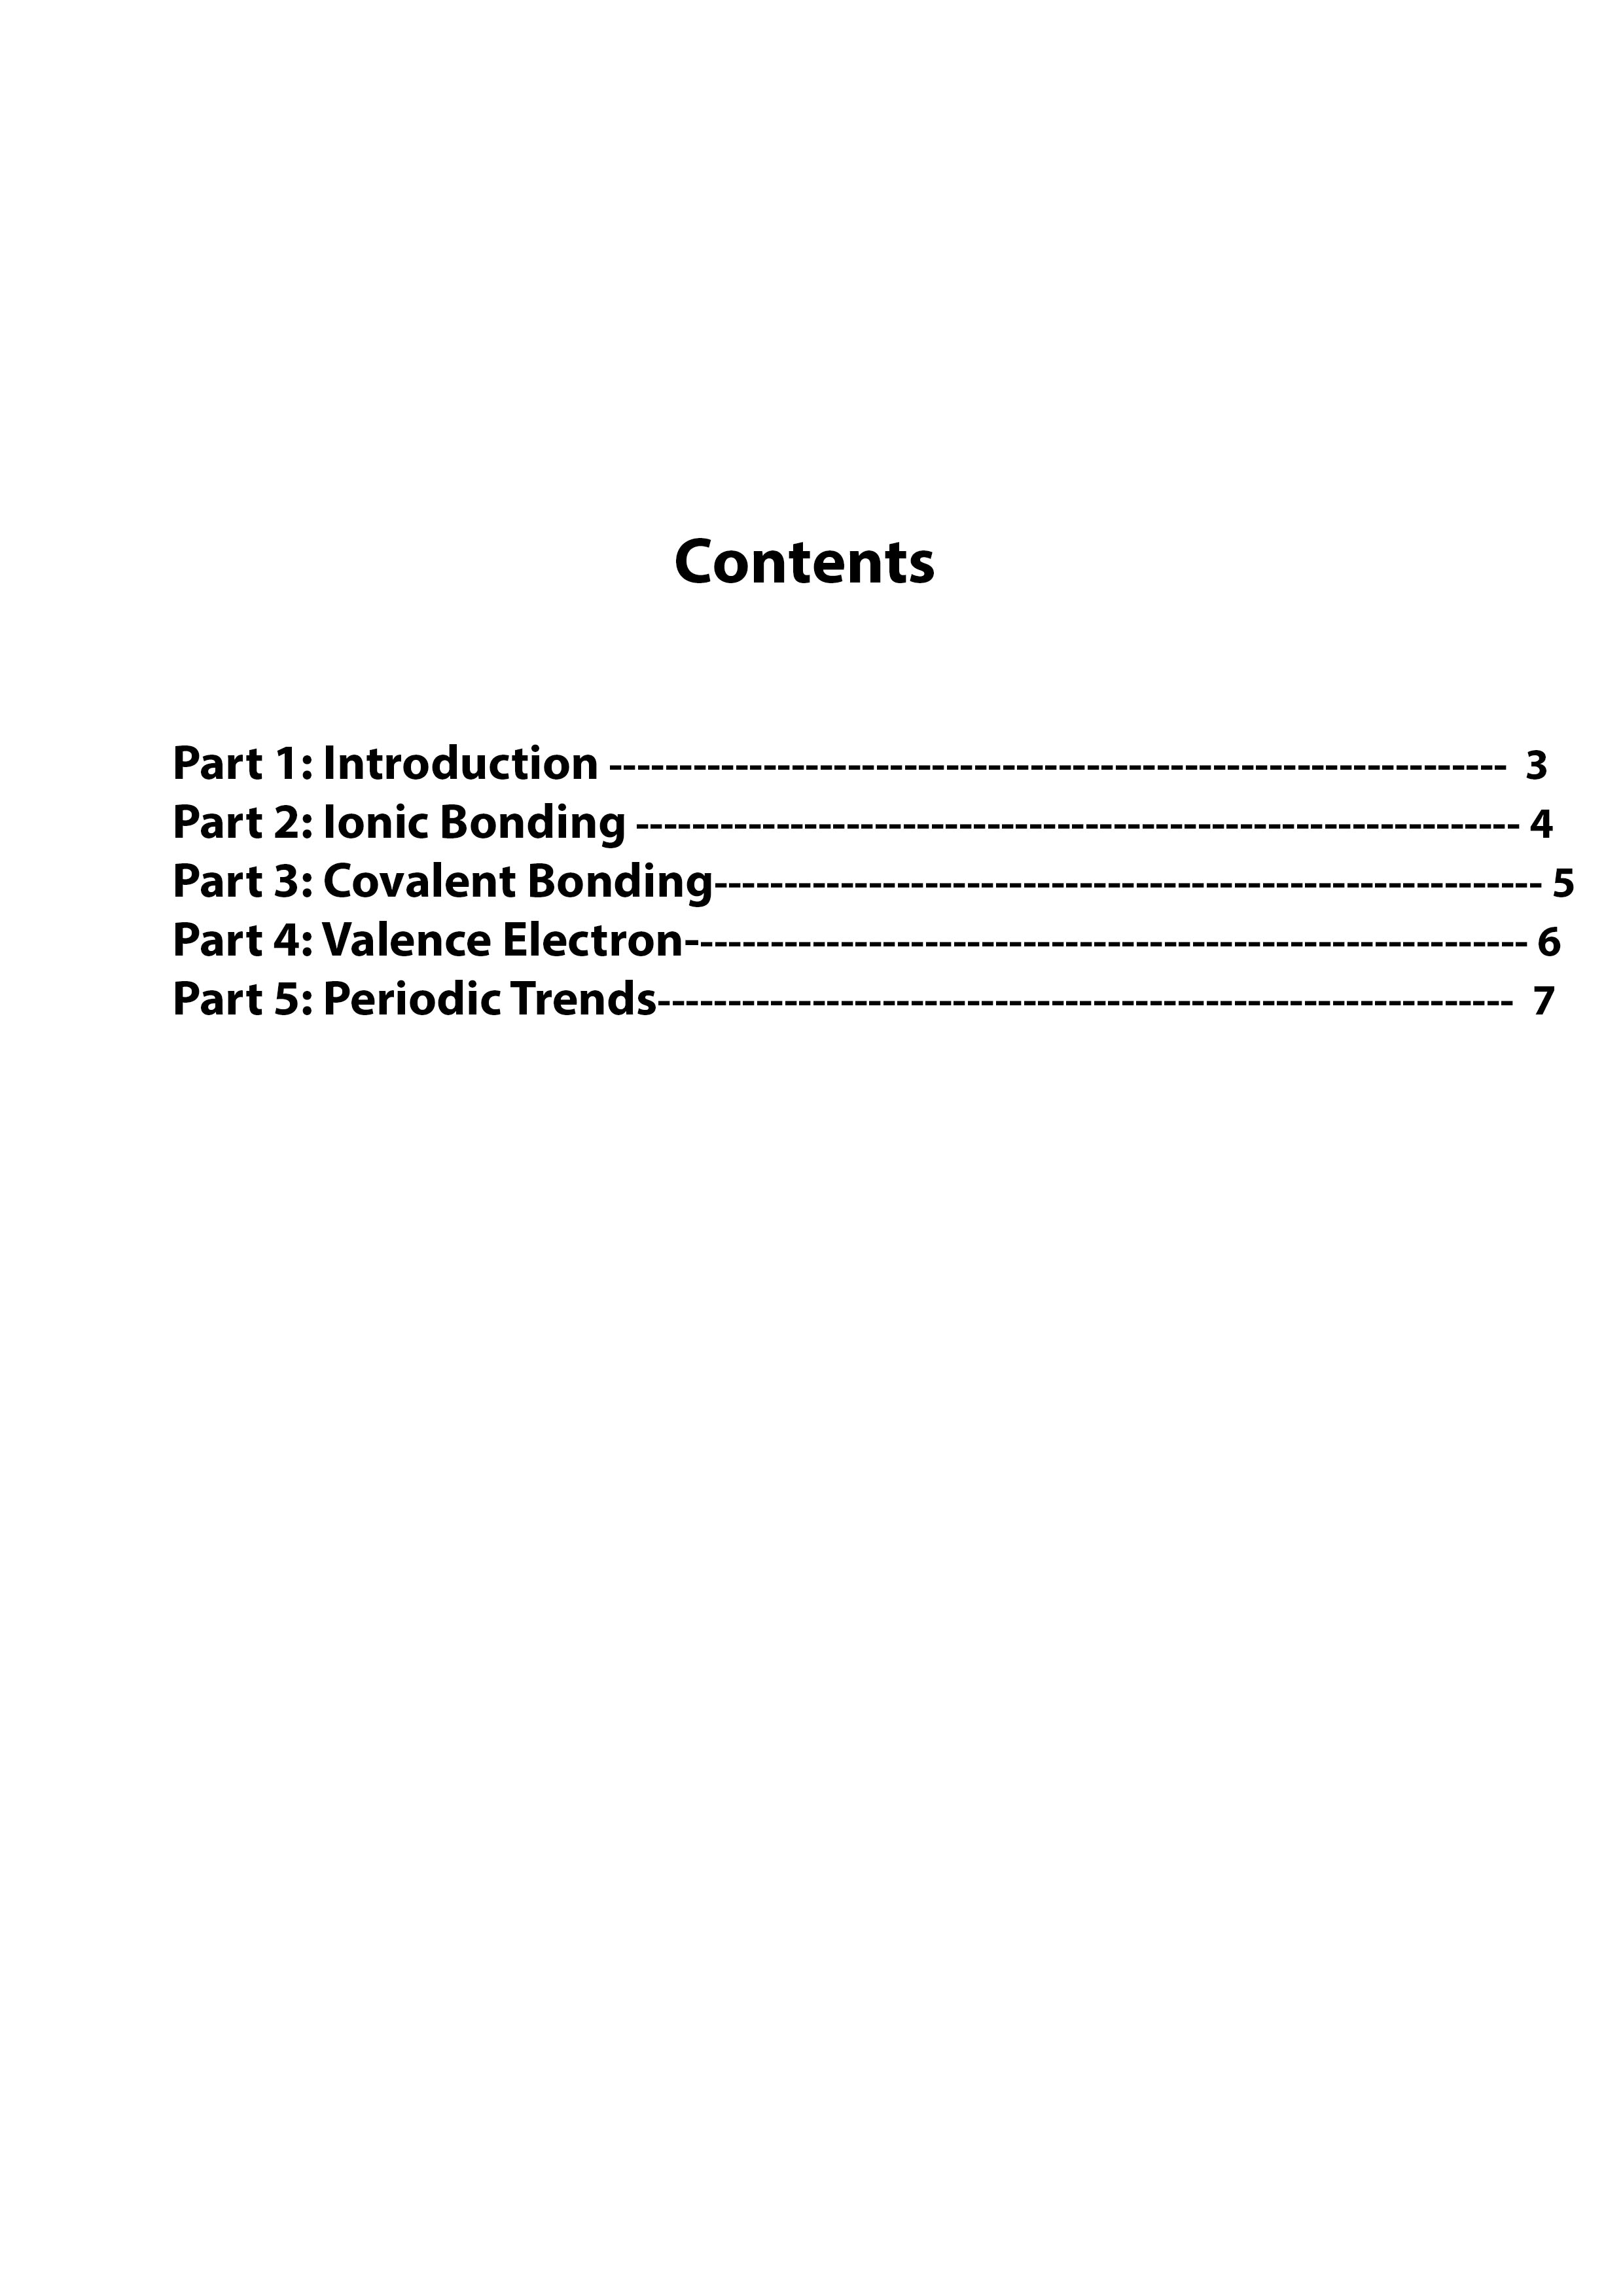 Contents
Part 1: Introduction ---------------------------------------------------------------- 3
Part 2: Ionic Bonding --------------------------------------------------------------- 4
Part 3: Covalent Bonding----------------------------------------------------------- 5
Part 4: Valence Electron------------------------------------------------------------ 6
Part 5: Periodic Trends------------------------------------------------------------- 7